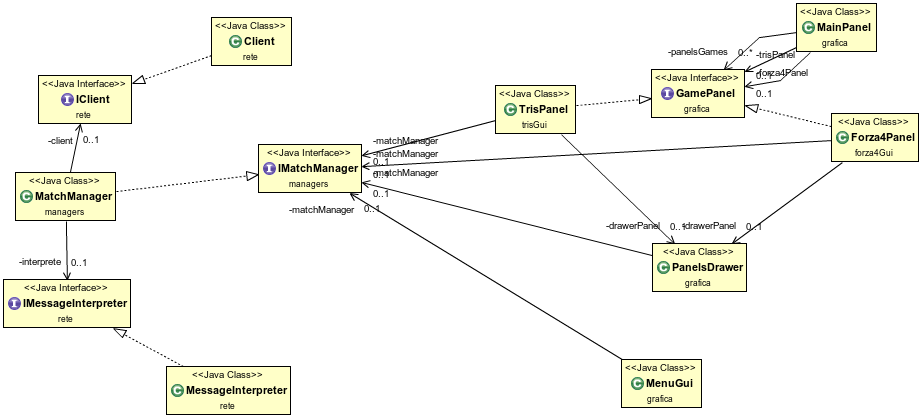 <<Java Class>>
MainPanel
grafica
<<Java Class>>
Client
rete
-panelsGames
0..*
-trisPanel
0..1
-forza4Panel
0..1
<<Java Interface>>
IClient
rete
<<Java Interface>>
GamePanel
grafica
<<Java Class>>
TrisPanel
trisGui
<<Java Class>>
Forza4Panel
forza4Gui
-client
0..1
-matchManager
0..1
-matchManager
0..1
-matchManager
0..1
<<Java Interface>>
IMatchManager
managers
<<Java Class>>
MatchManager
managers
-matchManager
0..1
-drawerPanel
0..1
-drawerPanel
0..1
<<Java Class>>
PanelsDrawer
grafica
-interprete
0..1
<<Java Interface>>
IMessageInterpreter
rete
<<Java Class>>
MessageInterpreter
rete
<<Java Class>>
MenuGui
grafica